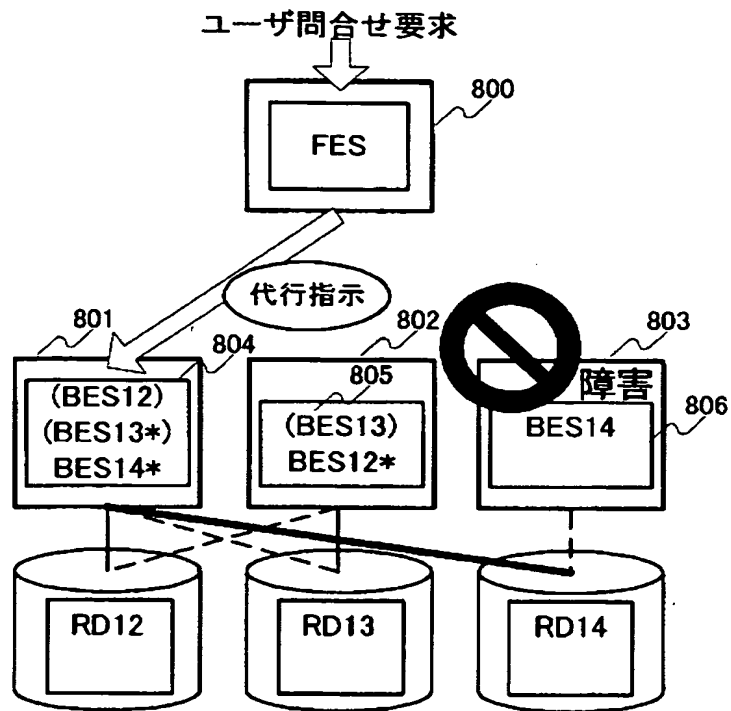 ユーザ問合せ要求
800
FES
代行指示
801
804
802
805
803
障害
806
(BES12)
(BES13*)
BES14*
(BES13)
BES12*
BES14
RD12
RD13
RD14